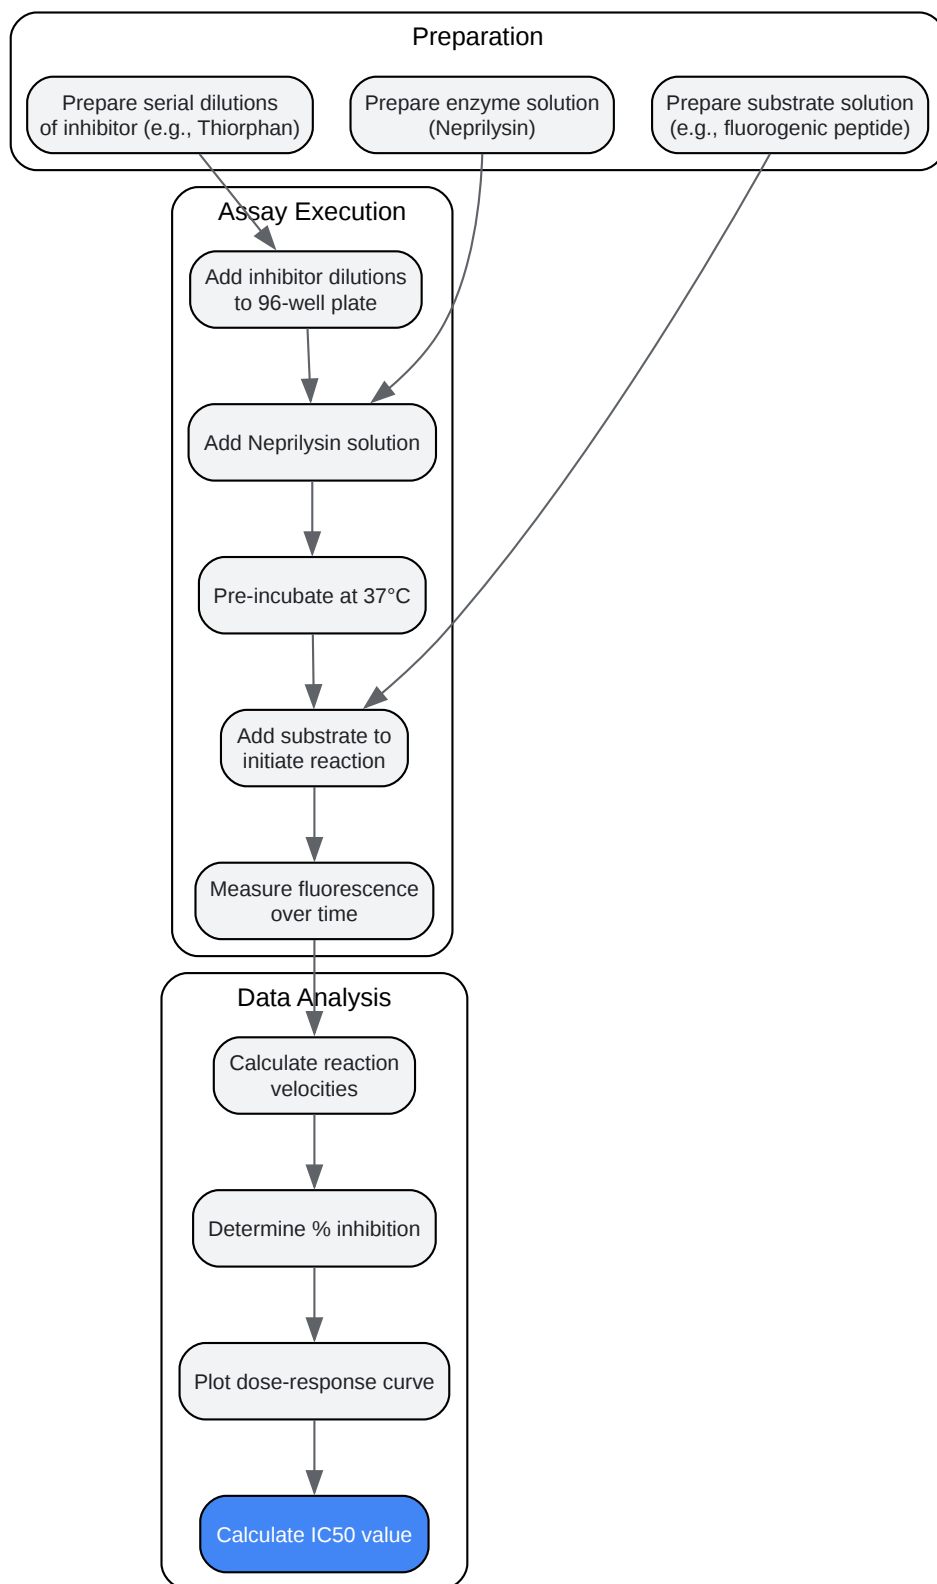 Preparation
Prepare serial dilutions
of inhibitor (e.g., Thiorphan)
Prepare enzyme solution
(Neprilysin)
Prepare substrate solution
(e.g., fluorogenic peptide)
Assay Execution
Add inhibitor dilutions
to 96-well plate
Add Neprilysin solution
Pre-incubate at 37°C
Add substrate to
initiate reaction
Measure fluorescence
over time
Data Analysis
Calculate reaction
velocities
Determine % inhibition
Plot dose-response curve
Calculate IC50 value